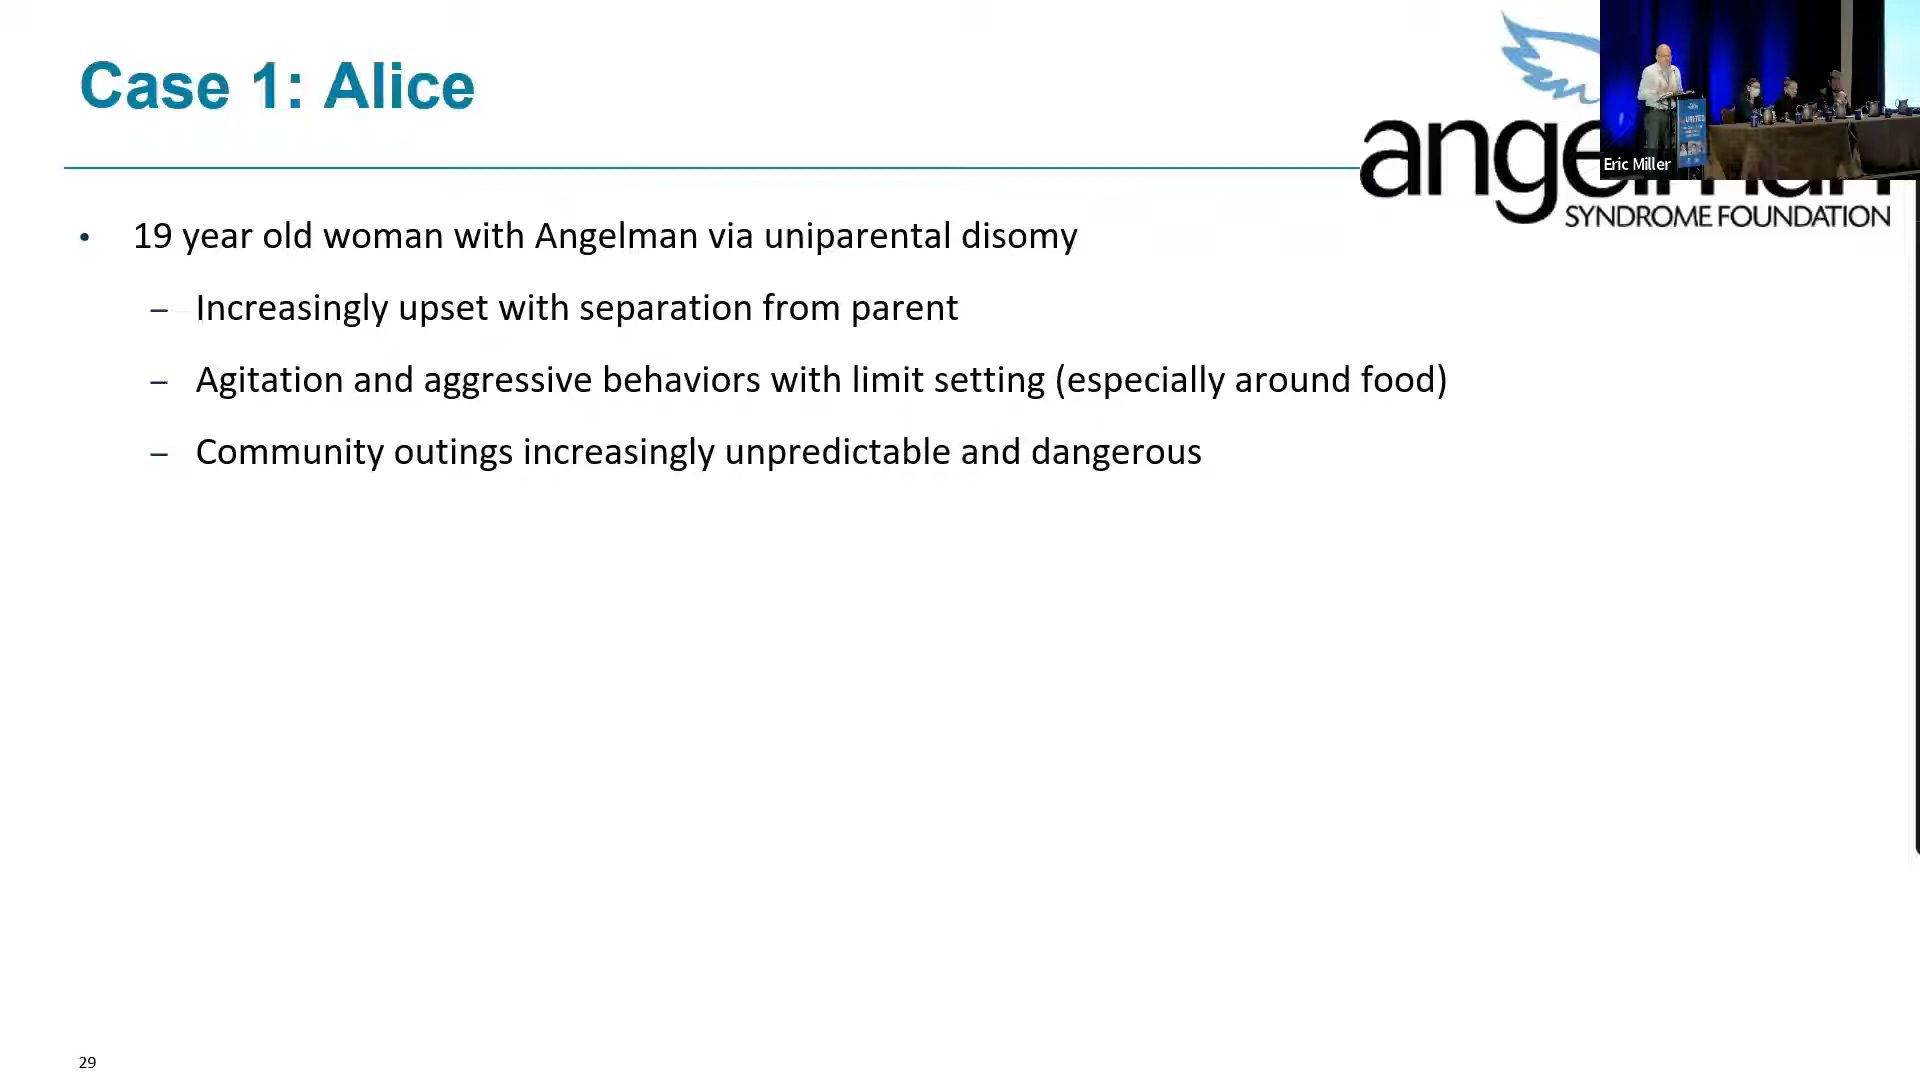 Case 1: Alice
angelman
SYNDROME FOUNDATION
Eric Miller
• 19 year old woman with Angelman via uniparental disomy
– Increasingly upset with separation from parent
– Agitation and aggressive behaviors with limit setting (especially around food)
– Community outings increasingly unpredictable and dangerous
29